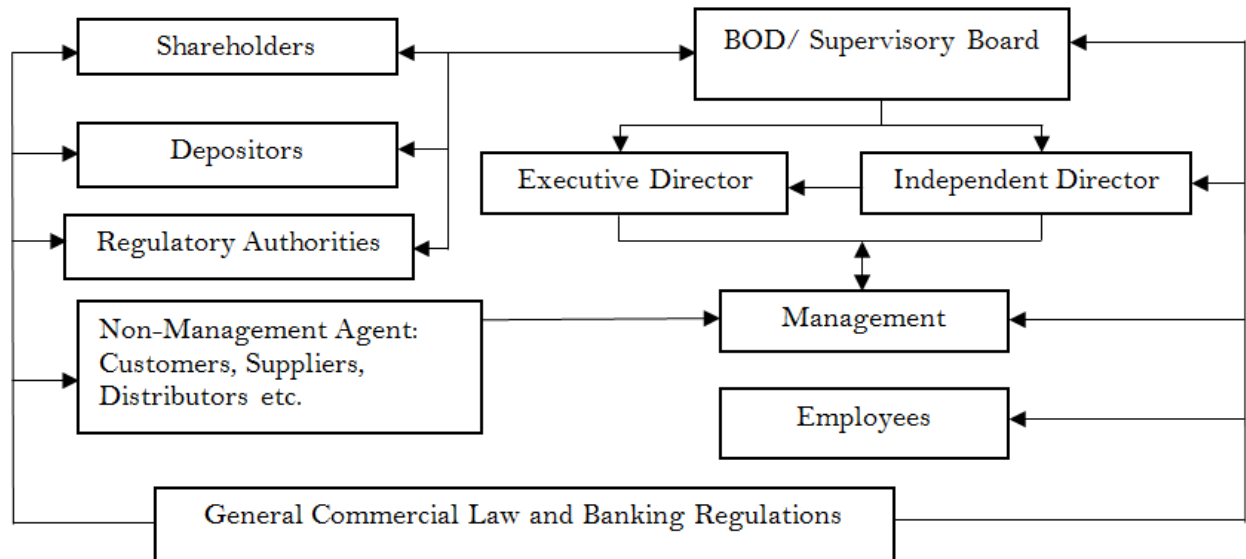 Shareholders
BOD/ Supervisory Board
Depositors
Executive Director
Independent Director
Regulatory Authorities
Non-Management Agent:
Customers, Suppliers,
Distributors etc.
Management
Employees
General Commercial Law and Banking Regulations